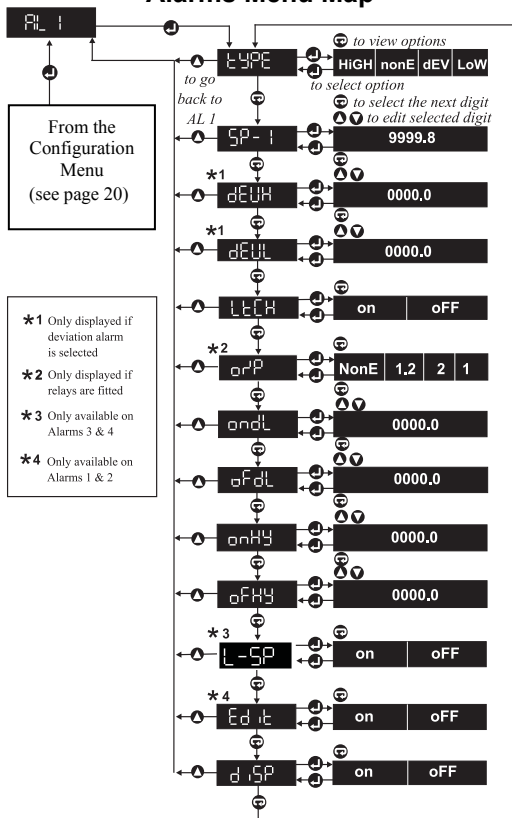 Alarms Menu Map
AL 1
tYPE
to view options
HiGH nonE dEV LoW
to select option
to go
back to
AL 1
to select the next digit
to edit selected digit
From the
Configuration
Menu
(see page 20)
SP-1
9999.8
*1
dEVH
0000.0
*1
dEVL
0000.0
LtCH
on oFF
*2
orP
NonE 1.2 2 1
ondL
0000.0
oFdL
0000.0
onHY
0000.0
oFHY
0000.0
*3
L-SP
on oFF
*4
Edit
on oFF
diSP
on oFF
*1 Only displayed if
deviation alarm
is selected
*2 Only displayed if
relays are fitted
*3 Only available on
Alarms 3 & 4
*4 Only available on
Alarms 1 & 2